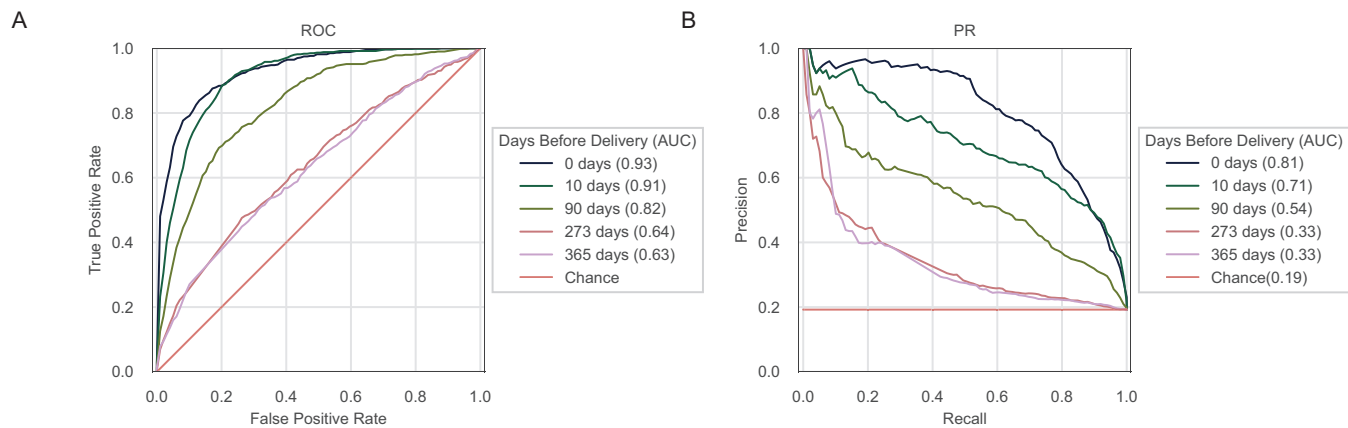 A
ROC
1.0
0.8
0.6
0.4
0.2
0.0
True Positive Rate
0.0 0.2 0.4 0.6 0.8 1.0
False Positive Rate
Days Before Delivery (AUC)
0 days (0.93)
10 days (0.91)
90 days (0.82)
273 days (0.64)
365 days (0.63)
Chance
B
PR
1.0
0.8
0.6
0.4
0.2
0.0
Precision
0.0 0.2 0.4 0.6 0.8 1.0
Recall
Days Before Delivery (AUC)
0 days (0.81)
10 days (0.71)
90 days (0.54)
273 days (0.33)
365 days (0.33)
Chance(0.19)